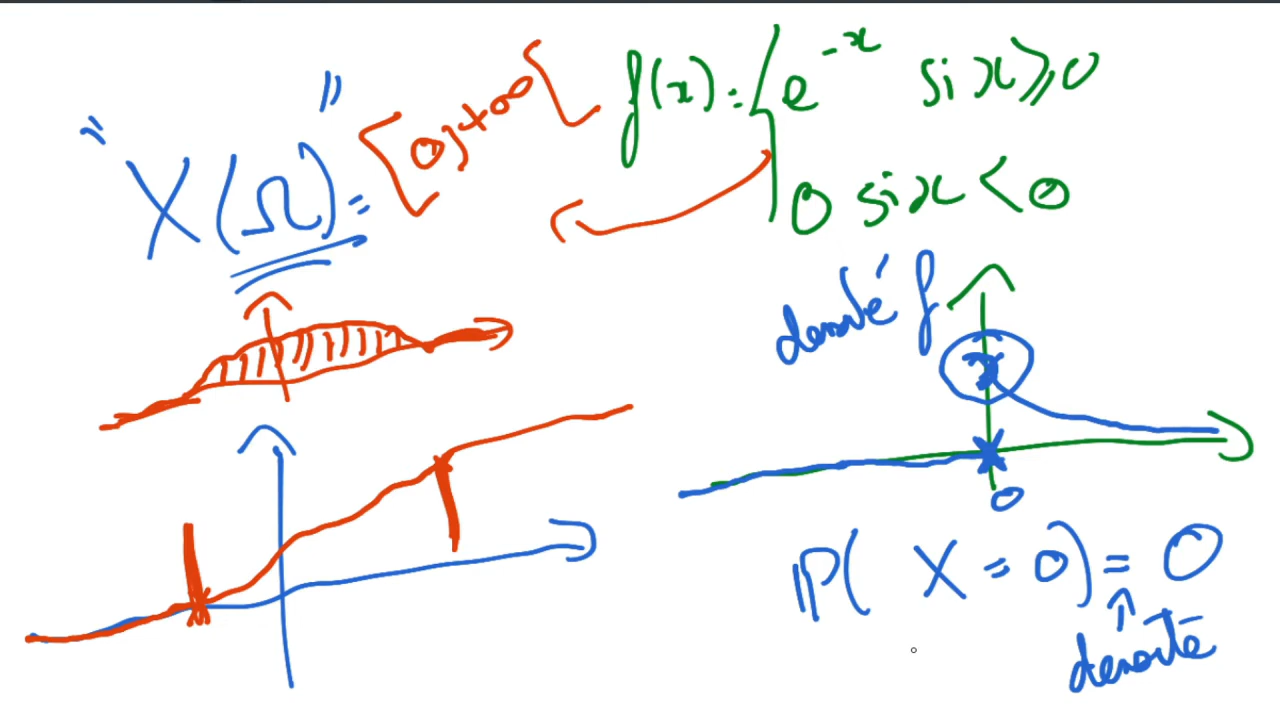 " X(Ω) " = [0; +∞[
f(x) = { e^{-x} si x ≥ 0
0 si x < 0
densité f
0
P( X = 0) = 0
densité